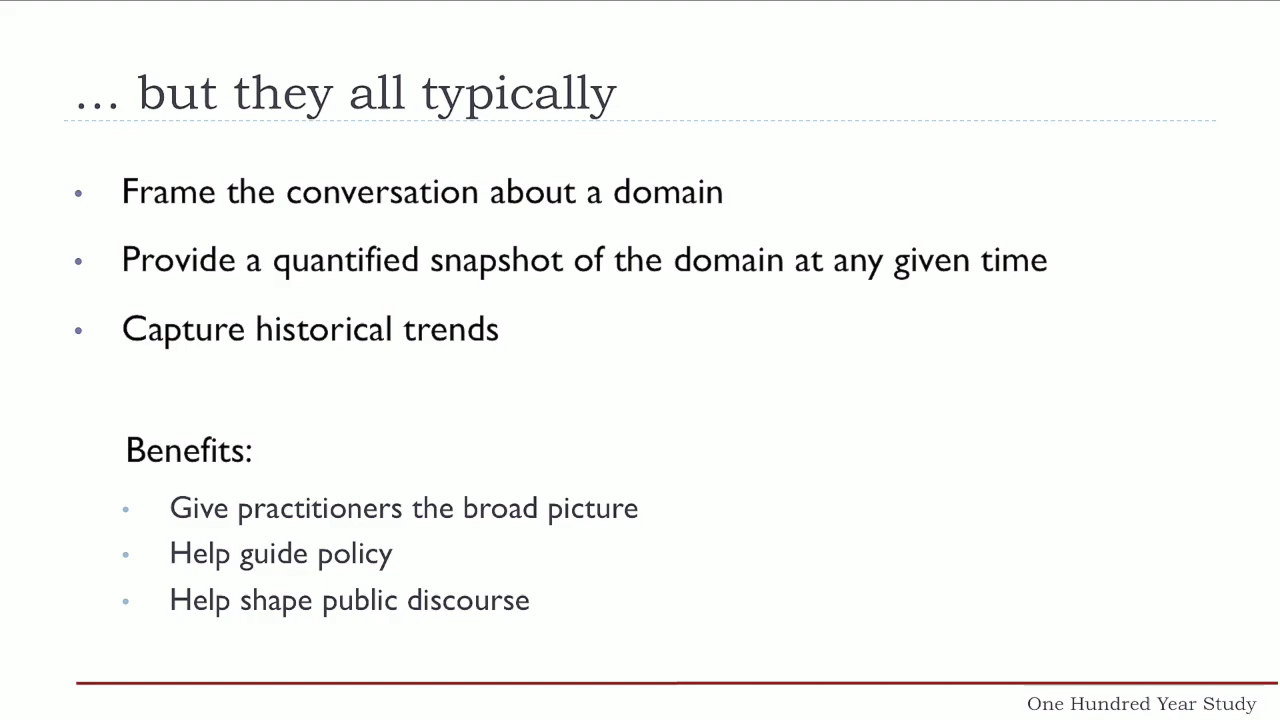 ... but they all typically
• Frame the conversation about a domain
• Provide a quantified snapshot of the domain at any given time
• Capture historical trends
Benefits:
• Give practitioners the broad picture
• Help guide policy
• Help shape public discourse
One Hundred Year Study